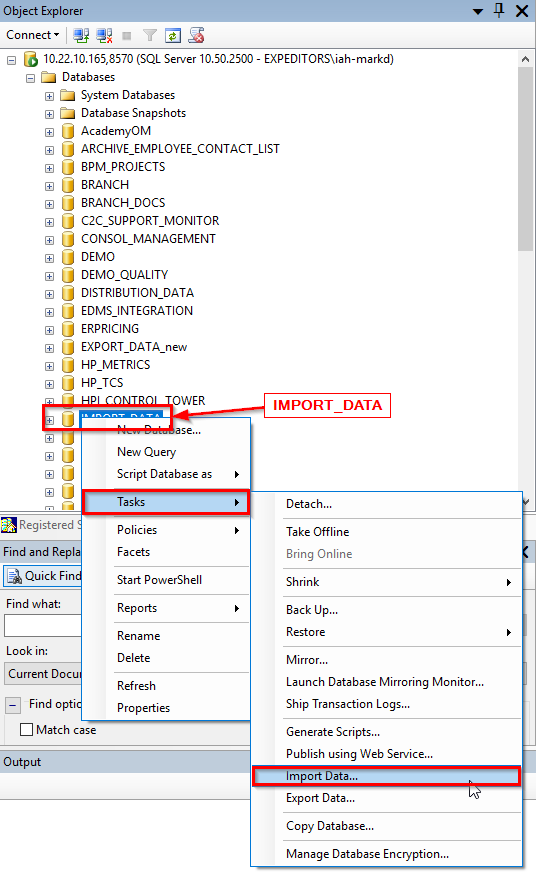 Object Explorer
Connect
10.22.10.165,8570 (SQL Server 10.50.2500 - EXPEDITORS\iah-markd)
Databases
System Databases
Database Snapshots
AcademyOM
ARCHIVE_EMPLOYEE_CONTACT_LIST
BPM_PROJECTS
BRANCH
BRANCH_DOCS
C2C_SUPPORT_MONITOR
CONSOL_MANAGEMENT
DEMO
DEMO_QUALITY
DISTRIBUTION_DATA
EDMS_INTEGRATION
ERPRICING
EXPORT_DATA_new
HP_METRICS
HP_TCS
HPI_CONTROL_TOWER
IMPORT_DATA
IMPORT_DATA
New Database...
New Query
Script Database as
Tasks
Policies
Facets
Start PowerShell
Reports
Rename
Delete
Refresh
Properties
Detach...
Take Offline
Bring Online
Shrink
Back Up...
Restore
Mirror...
Launch Database Mirroring Monitor...
Ship Transaction Logs...
Generate Scripts...
Publish using Web Service...
Import Data...
Export Data...
Copy Database...
Manage Database Encryption...
Registered S
Find and Repla
Quick Find
Find what:
Look in:
Current Docu
Find optio
Match case
Output